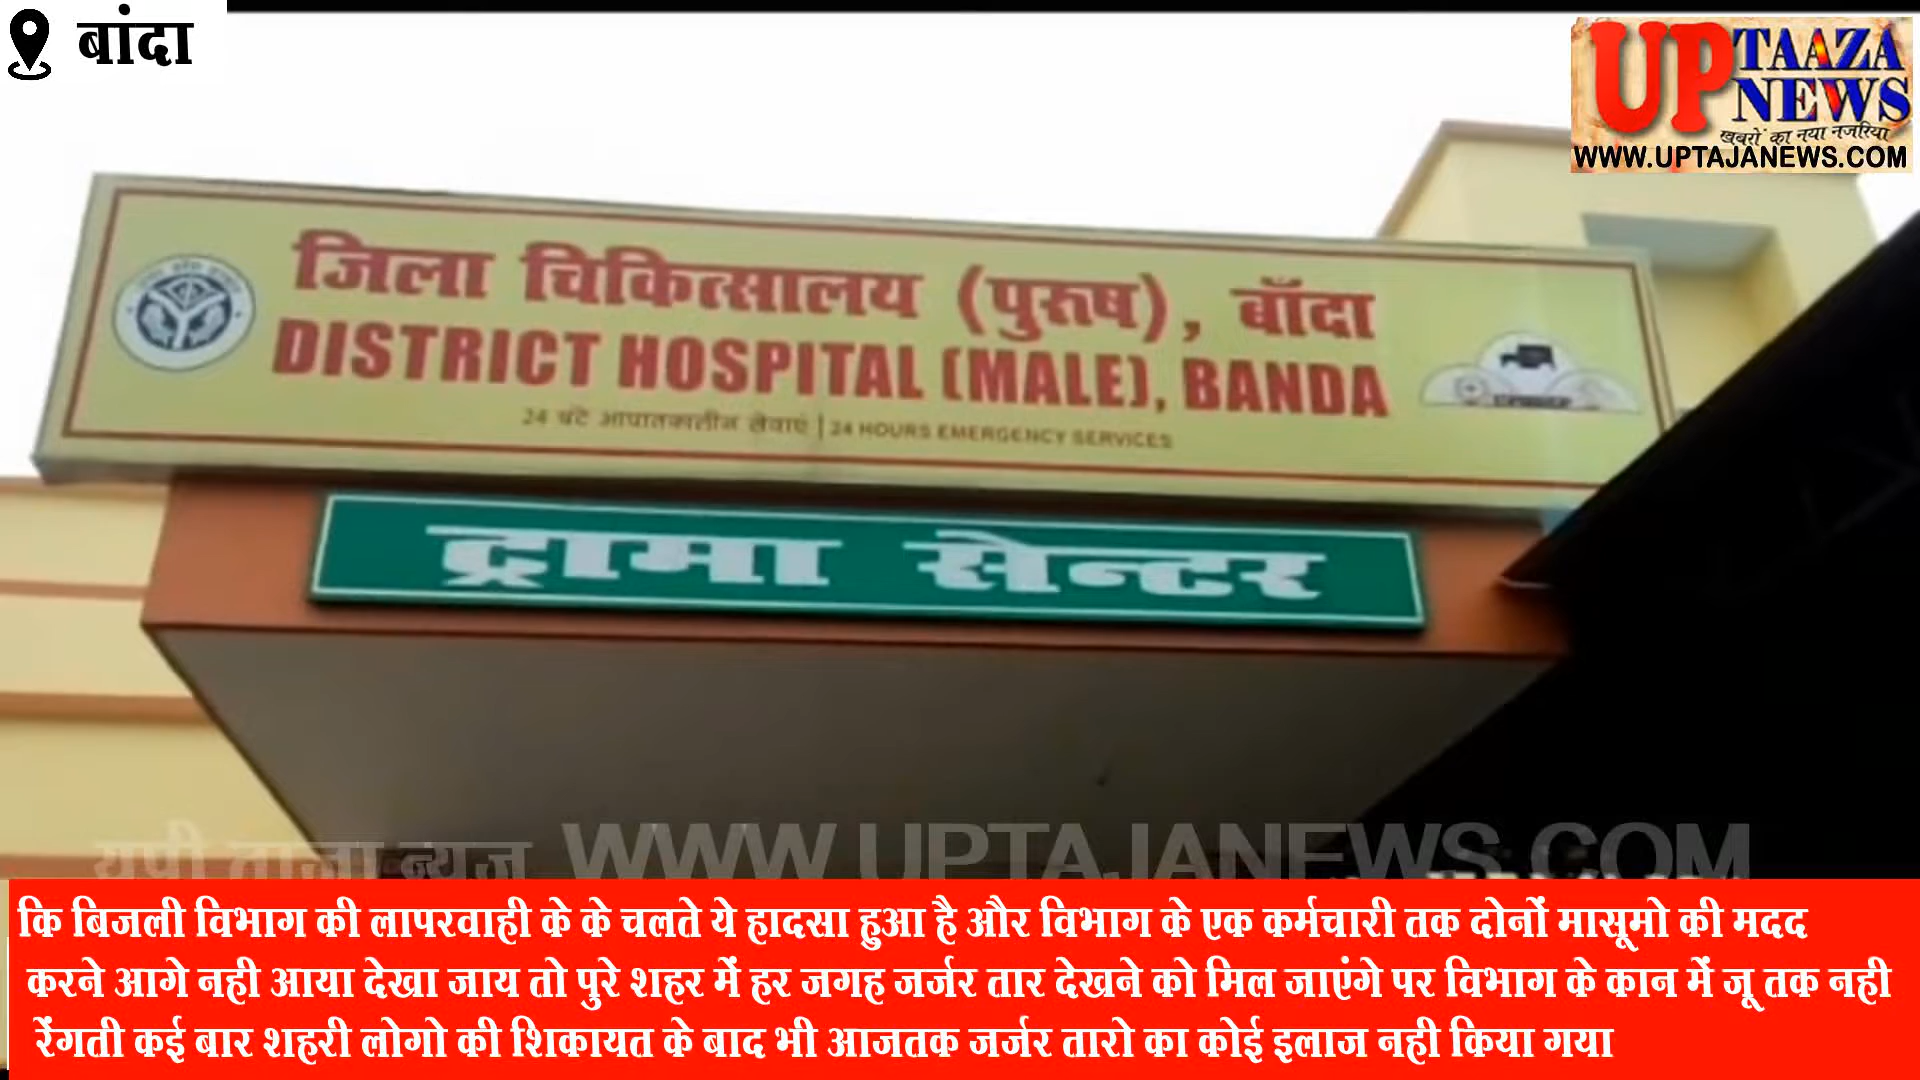 बांदा
UPTAAZA
NEWS
खबरों का नया नजरिया
WWW.UPTAJANEWS.COM
जिला चिकित्सालय (पुरूष), बाँदा
DISTRICT HOSPITAL (MALE), BANDA
24 घंटे आपातकालीन सेवाएं | 24 HOURS EMERGENCY SERVICES
ट्रामा सेन्टर
यूपी ताजा न्यूज WWW.UPTAJANEWS.COM
कि बिजली विभाग की लापरवाही के के चलते ये हादसा हुआ है और विभाग के एक कर्मचारी तक दोनों मासूमो की मदद
करने आगे नही आया देखा जाय तो पुरे शहर में हर जगह जर्जर तार देखने को मिल जाएंगे पर विभाग के कान में जू तक नही
रेंगती कई बार शहरी लोगो की शिकायत के बाद भी आजतक जर्जर तारो का कोई इलाज नही किया गया